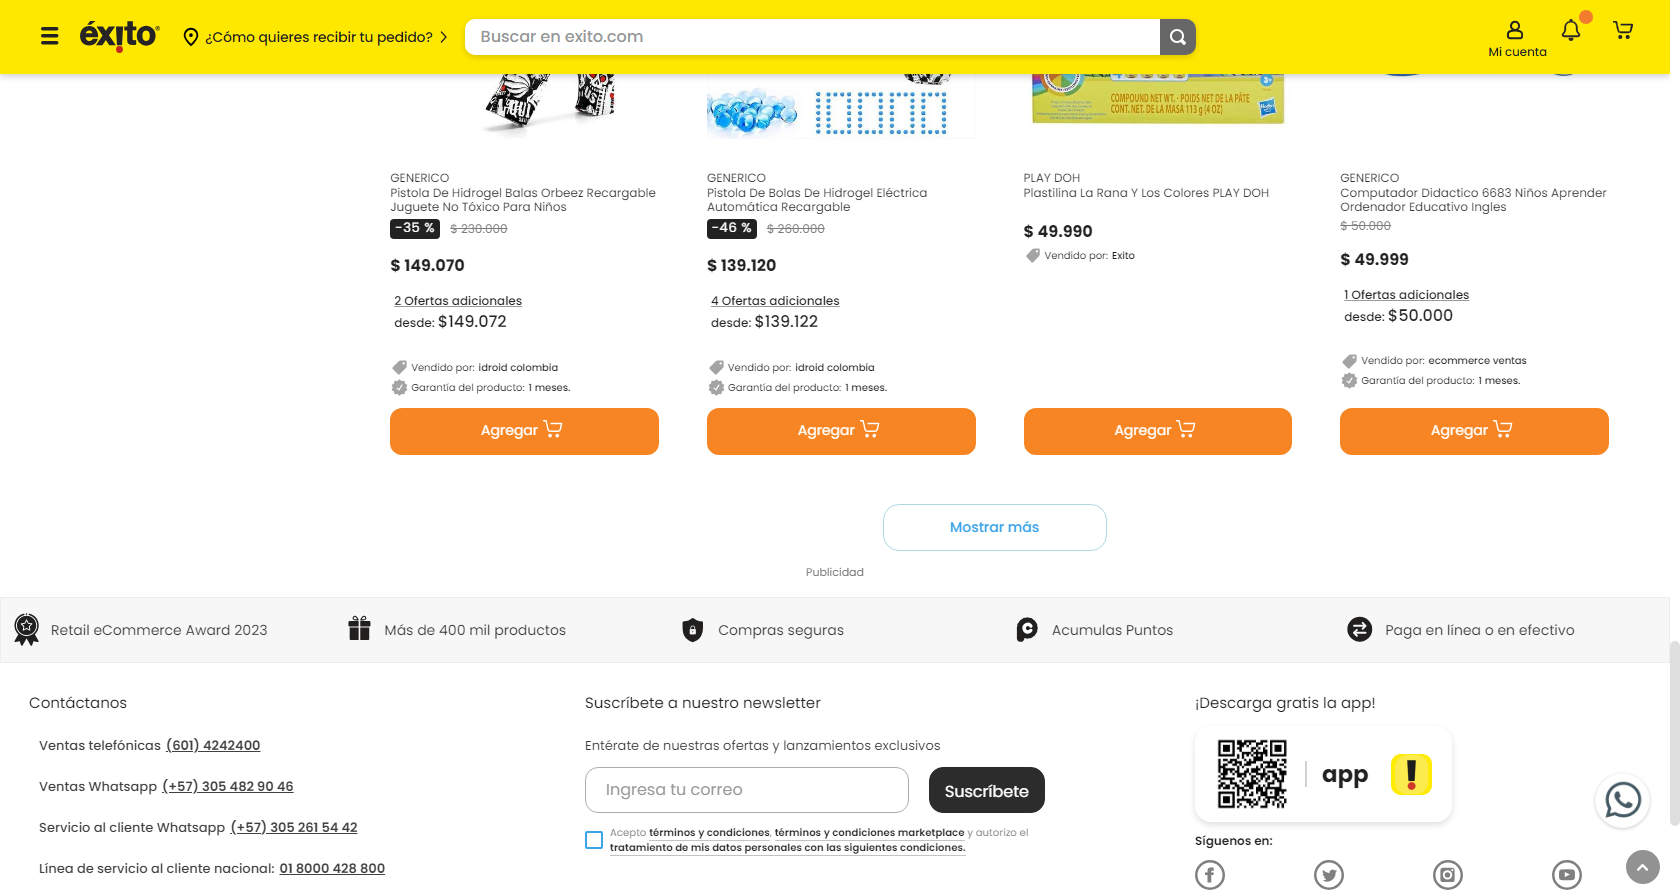 éxito
¿Cómo quieres recibir tu pedido?
Buscar en exito.com
Mi cuenta
COMPOUND NET WT. · POIDS NET DE LA PÂTE
CONT. NET. DE LA MASA 113 g (4 OZ)
3+
Hasbro
GENERICO
Pistola De Hidrogel Balas Orbeez Recargable
Juguete No Tóxico Para Niños
-35 % $ 230.000
$ 149.070
2 Ofertas adicionales
desde: $149.072
Vendido por: idroid colombia
Garantía del producto: 1 meses.
Agregar
GENERICO
Pistola De Bolas De Hidrogel Eléctrica
Automática Recargable
-46 % $ 260.000
$ 139.120
4 Ofertas adicionales
desde: $139.122
Vendido por: idroid colombia
Garantía del producto: 1 meses.
Agregar
PLAY DOH
Plastilina La Rana Y Los Colores PLAY DOH
$ 49.990
Vendido por: Exito
Agregar
GENERICO
Computador Didactico 6683 Niños Aprender
Ordenador Educativo Ingles
$ 50.000
$ 49.999
1 Ofertas adicionales
desde: $50.000
Vendido por: ecommerce ventas
Garantía del producto: 1 meses.
Agregar
Mostrar más
Publicidad
Retail eCommerce Award 2023
Más de 400 mil productos
Compras seguras
Acumulas Puntos
Paga en línea o en efectivo
Contáctanos
Ventas telefónicas (601) 4242400
Ventas Whatsapp (+57) 305 482 90 46
Servicio al cliente Whatsapp (+57) 305 261 54 42
Línea de servicio al cliente nacional: 01 8000 428 800
Suscríbete a nuestro newsletter
Entérate de nuestras ofertas y lanzamientos exclusivos
Ingresa tu correo
Suscríbete
Acepto términos y condiciones, términos y condiciones marketplace y autorizo el
tratamiento de mis datos personales con las siguientes condiciones.
¡Descarga gratis la app!
app
Síguenos en: